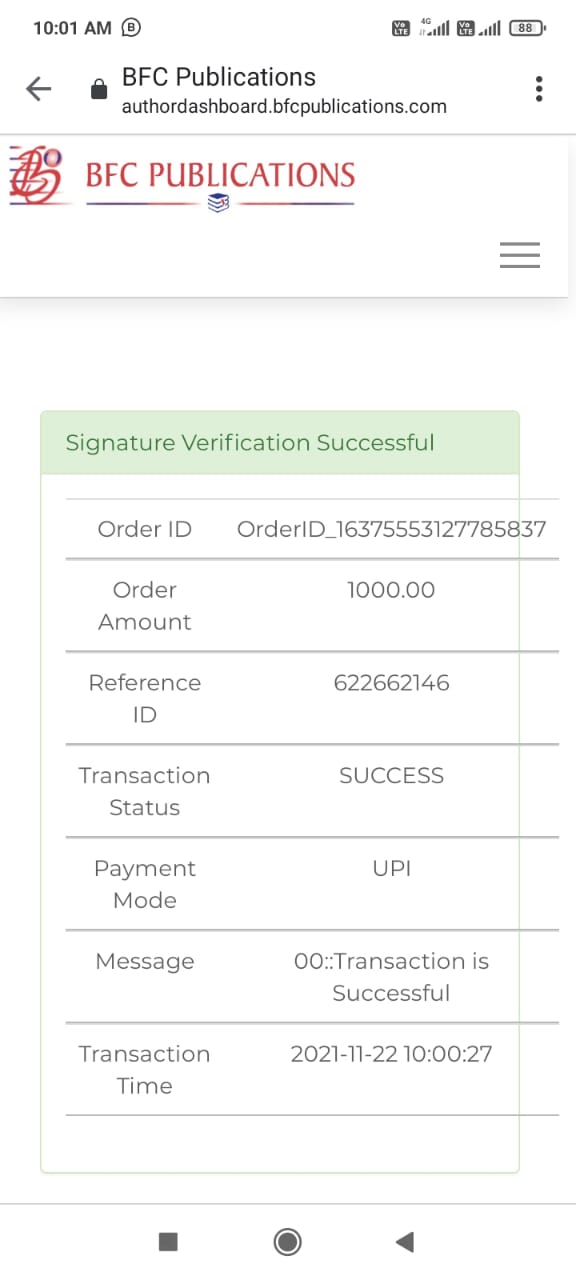 10:01 AM B Vo LTE 4G Vo LTE 88
BFC Publications
authordashboard.bfcpublications.com
BFC PUBLICATIONS
Signature Verification Successful
Order ID OrderID_16375553127785837
Order 1000.00
Amount
Reference 622662146
ID
Transaction SUCCESS
Status
Payment UPI
Mode
Message 00::Transaction is
Successful
Transaction 2021-11-22 10:00:27
Time